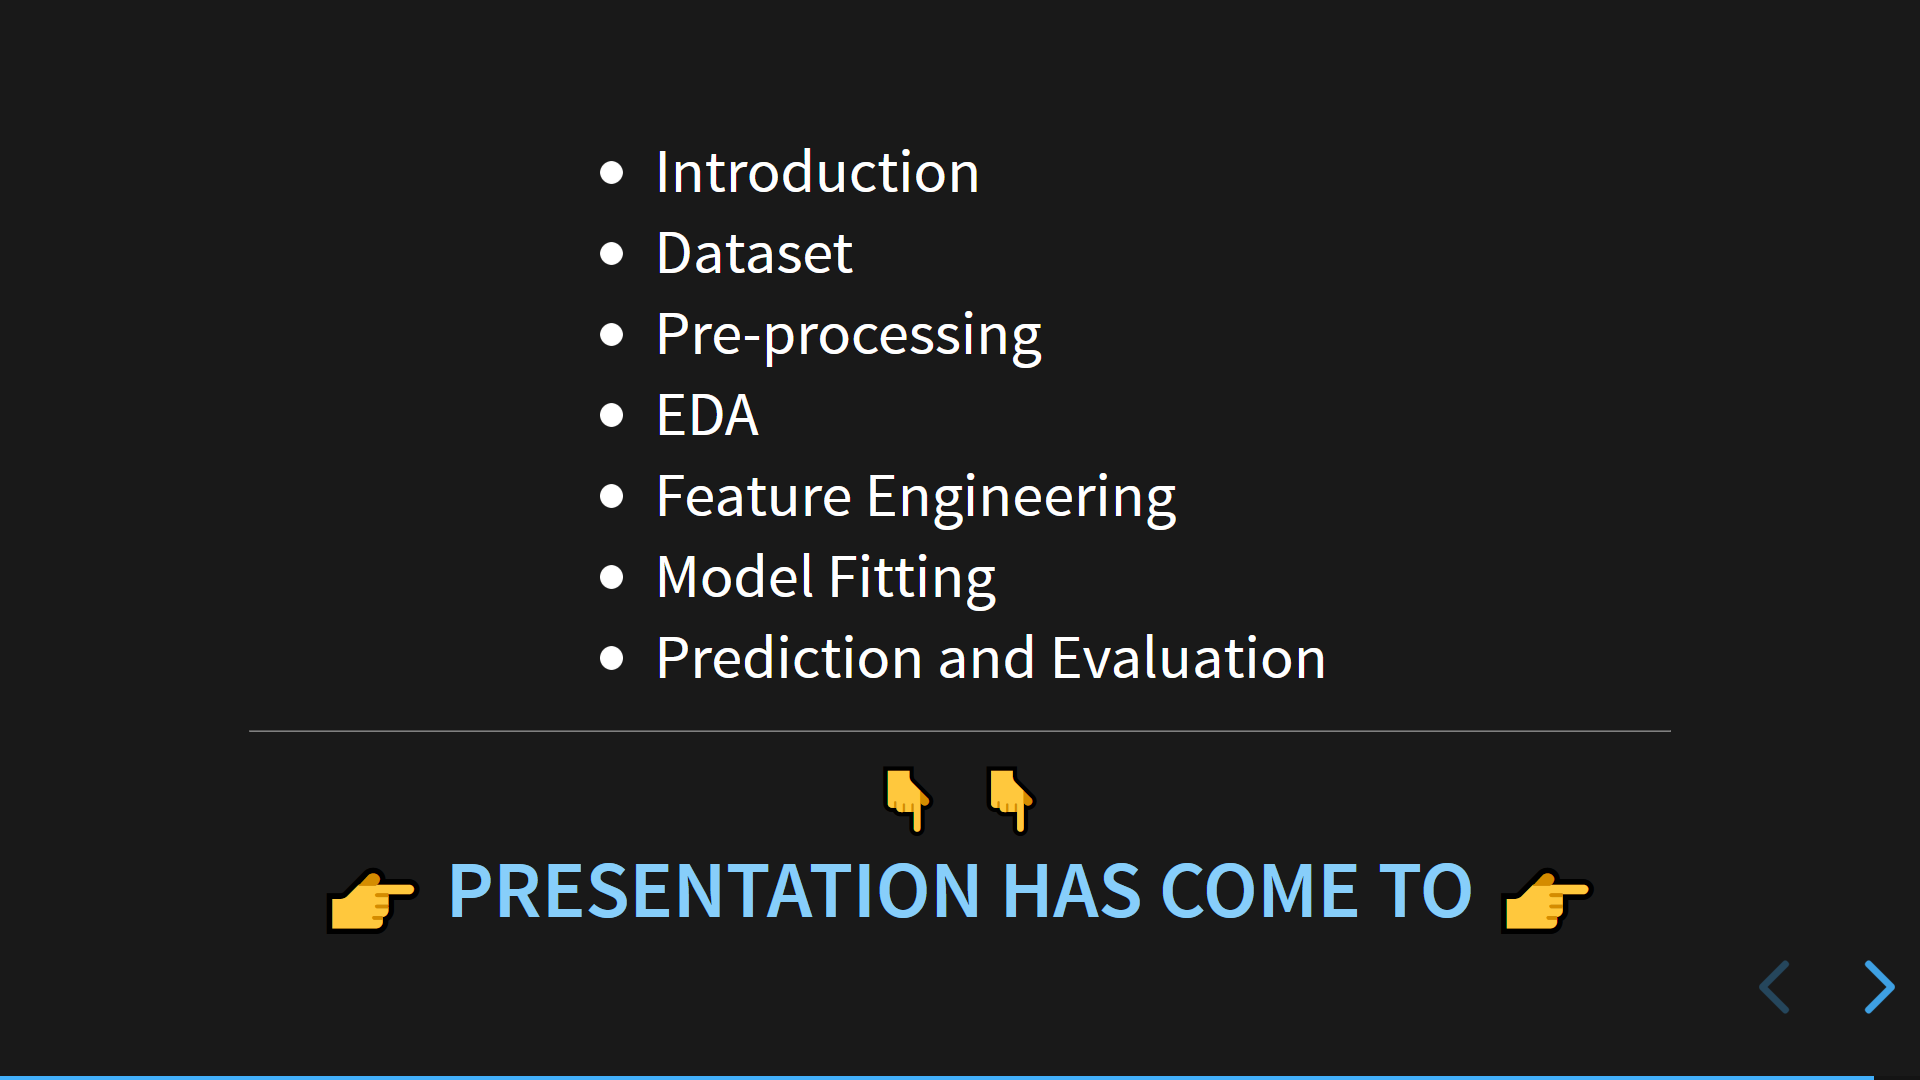 Introduction
Dataset
Pre-processing
EDA
Feature Engineering
Model Fitting
Prediction and Evaluation
👇 👇
👉 PRESENTATION HAS COME TO 👉